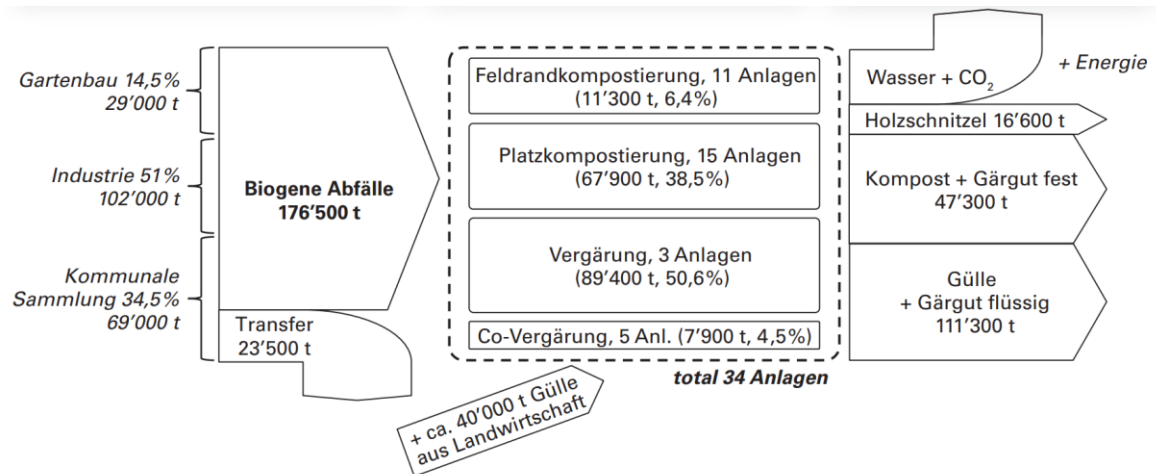 Gartenbau 14,5%
29’000 t
Industrie 51%
102’000 t
Kommunale
Sammlung 34,5%
69’000 t
Biogene Abfälle
176’500 t
Transfer
23’500 t
Feldrandkompostierung, 11 Anlagen
(11’300 t, 6,4%)
Platzkompostierung, 15 Anlagen
(67’900 t, 38,5%)
Vergärung, 3 Anlagen
(89’400 t, 50,6%)
Co-Vergärung, 5 Anl. (7’900 t, 4,5%)
total 34 Anlagen
+ ca. 40’000 t Gülle
aus Landwirtschaft
Wasser + CO₂
+ Energie
Holzschnitzel 16’600 t
Kompost + Gärgut fest
47’300 t
Gülle
+ Gärgut flüssig
111’300 t